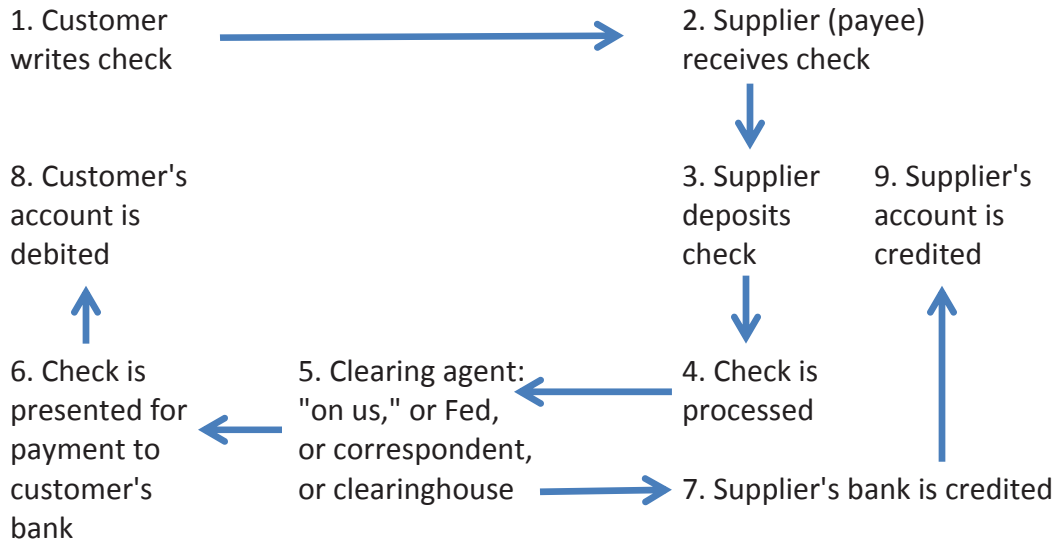 1. Customer
writes check
2. Supplier (payee)
receives check
3. Supplier
deposits
check
4. Check is
processed
5. Clearing agent:
"on us," or Fed,
or correspondent,
or clearinghouse
6. Check is
presented for
payment to
customer's
bank
7. Supplier's bank is credited
8. Customer's
account is
debited
9. Supplier's
account is
credited